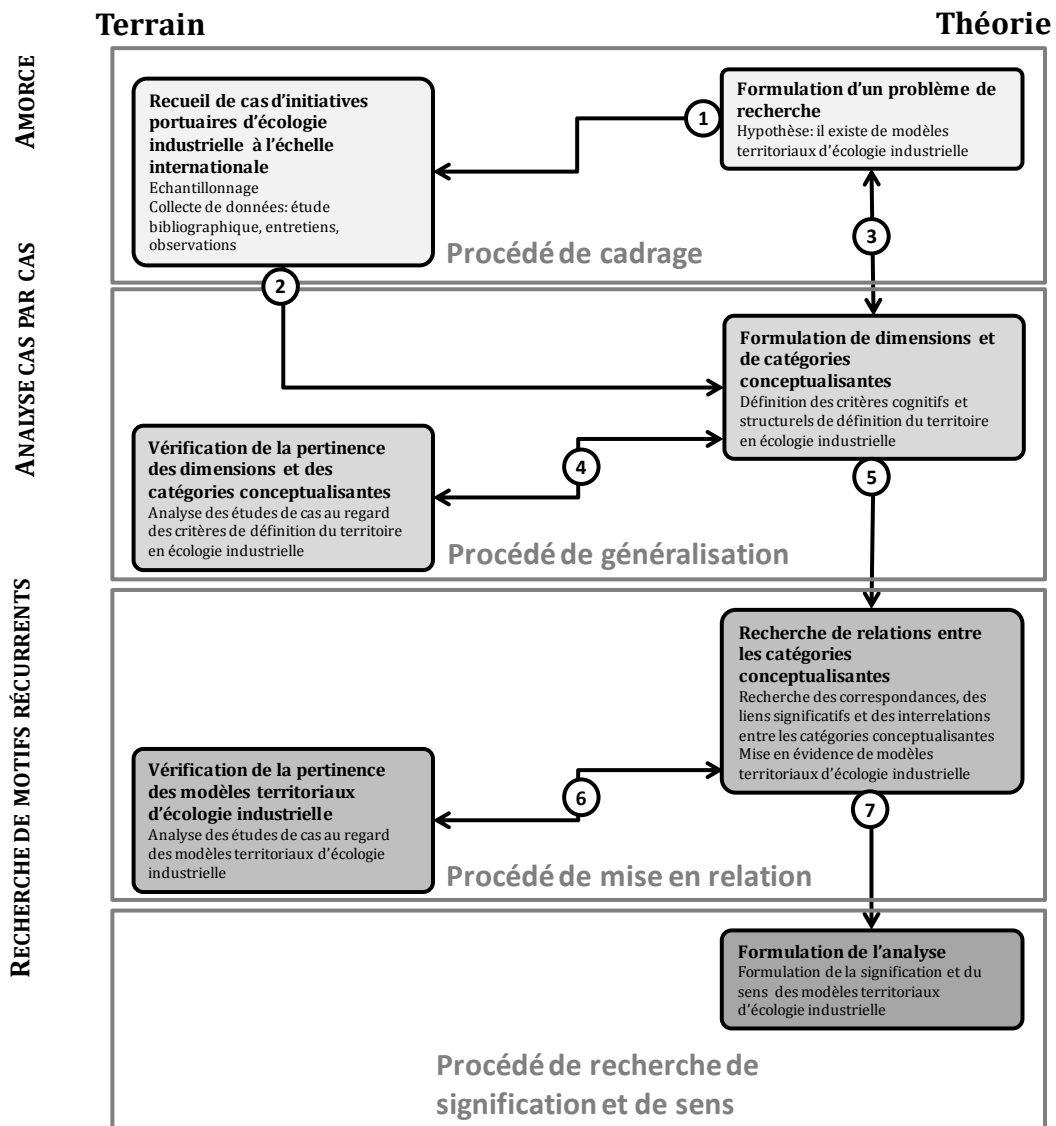 Terrain
Théorie
AMORCE
Recueil de cas d'initiatives
portuaires d'écologie
industrielle à l'échelle
internationale
Echantillonnage
Collecte de données: étude
bibliographique, entretiens,
observations
1
Formulation d'un problème de
recherche
Hypothèse: il existe de modèles
territoriaux d'écologie industrielle
3
Procédé de cadrage
2
ANALYSE CAS PAR CAS
Formulation de dimensions et
de catégories
conceptualisantes
Définition des critères cognitifs et
structurels de définition du territoire
en écologie industrielle
Vérification de la pertinence
des dimensions et des
catégories conceptualisantes
Analyse des études de cas au regard
des critères de définition du territoire
en écologie industrielle
4
5
Procédé de généralisation
RECHERCHE DE MOTIFS RÉCURRENTS
Recherche de relations entre
les catégories
conceptualisantes
Recherche des correspondances, des
liens significatifs et des interrelations
entre les catégories conceptualisantes
Mise en évidence de modèles
territoriaux d'écologie industrielle
Vérification de la pertinence
des modèles territoriaux
d'écologie industrielle
Analyse des études de cas au regard
des modèles territoriaux d'écologie
industrielle
6
7
Procédé de mise en relation
Formulation de l'analyse
Formulation de la signification et du
sens des modèles territoriaux
d'écologie industrielle
Procédé de recherche de
signification et de sens